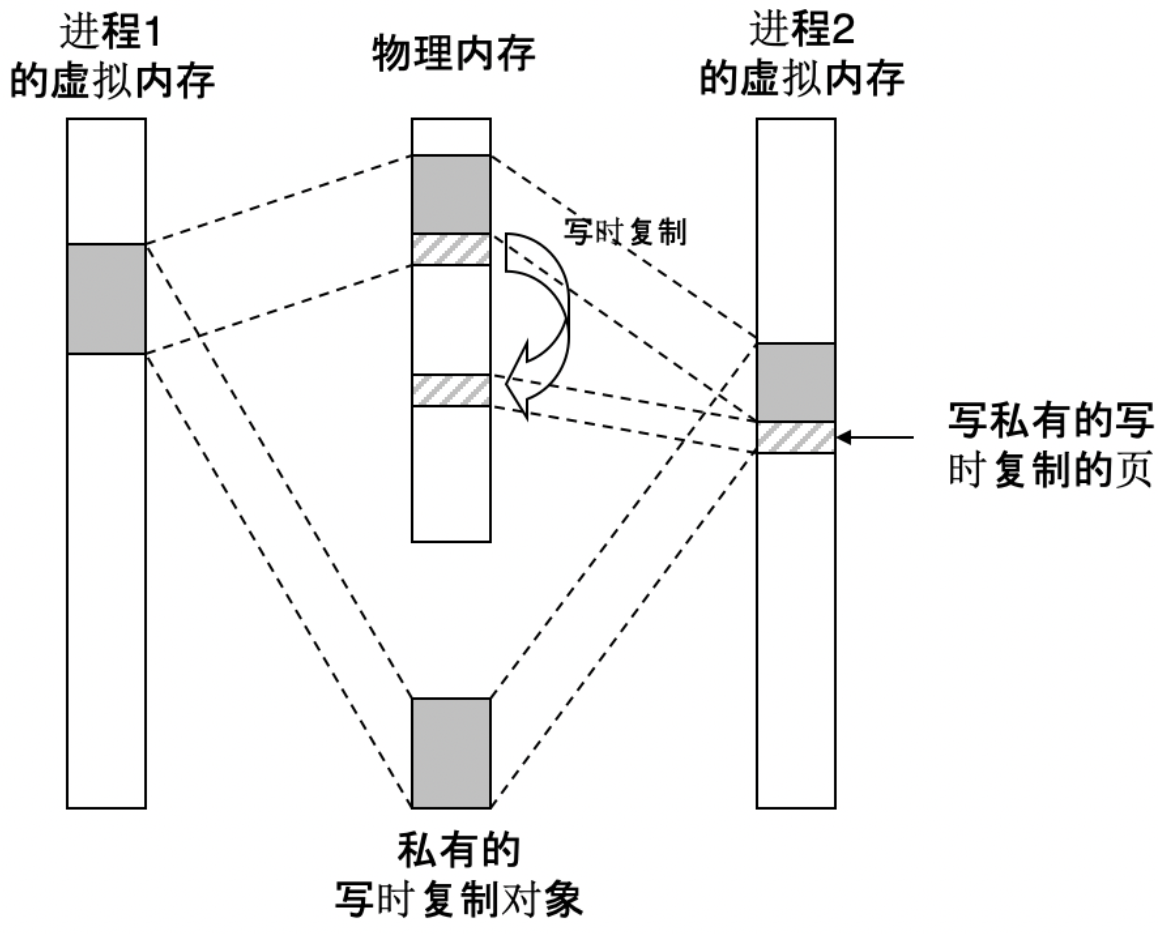 进程1
的虚拟内存
物理内存
进程2
的虚拟内存
写时复制
写私有的写
时复制的页
私有的
写时复制对象